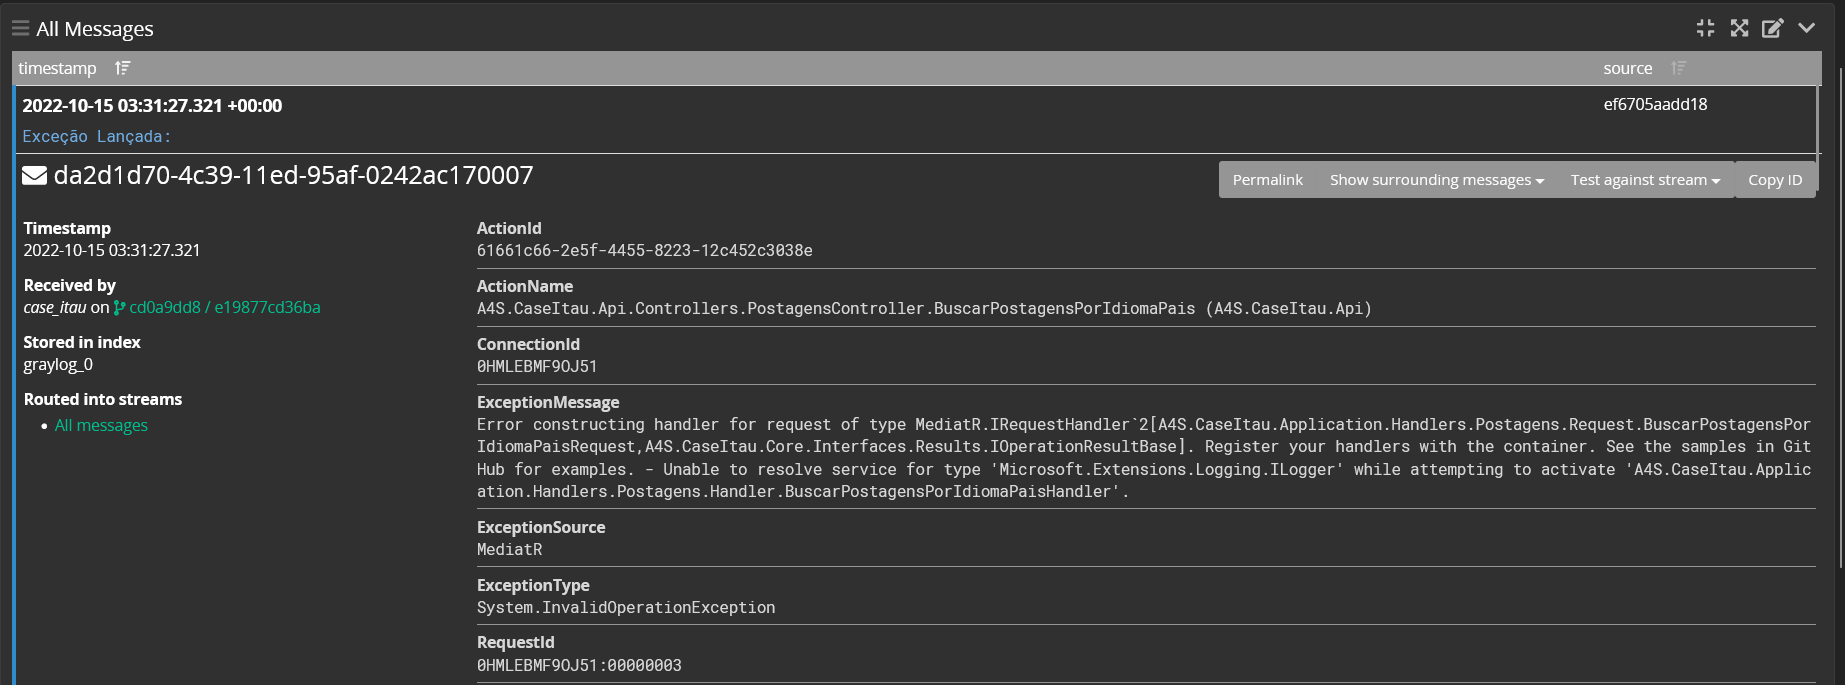 All Messages
timestamp source
2022-10-15 03:31:27.321 +00:00 ef6705aadd18
Exceção Lançada:
da2d1d70-4c39-11ed-95af-0242ac170007
Permalink Show surrounding messages Test against stream Copy ID
Timestamp
2022-10-15 03:31:27.321
Received by
case_itau on cd0a9dd8 / e19877cd36ba
Stored in index
graylog_0
Routed into streams
• All messages
ActionId
61661c66-2e5f-4455-8223-12c452c3038e
ActionName
A4S.CaseItau.Api.Controllers.PostagensController.BuscarPostagensPorIdiomaPais (A4S.CaseItau.Api)
ConnectionId
0HMLEBMF9OJ51
ExceptionMessage
Error constructing handler for request of type MediatR.IRequestHandler`2[A4S.CaseItau.Application.Handlers.Postagens.Request.BuscarPostagensPor
IdiomaPaisRequest,A4S.CaseItau.Core.Interfaces.Results.IOperationResultBase]. Register your handlers with the container. See the samples in Git
Hub for examples. - Unable to resolve service for type 'Microsoft.Extensions.Logging.ILogger' while attempting to activate 'A4S.CaseItau.Applic
ation.Handlers.Postagens.Handler.BuscarPostagensPorIdiomaPaisHandler'.
ExceptionSource
MediatR
ExceptionType
System.InvalidOperationException
RequestId
0HMLEBMF9OJ51:00000003